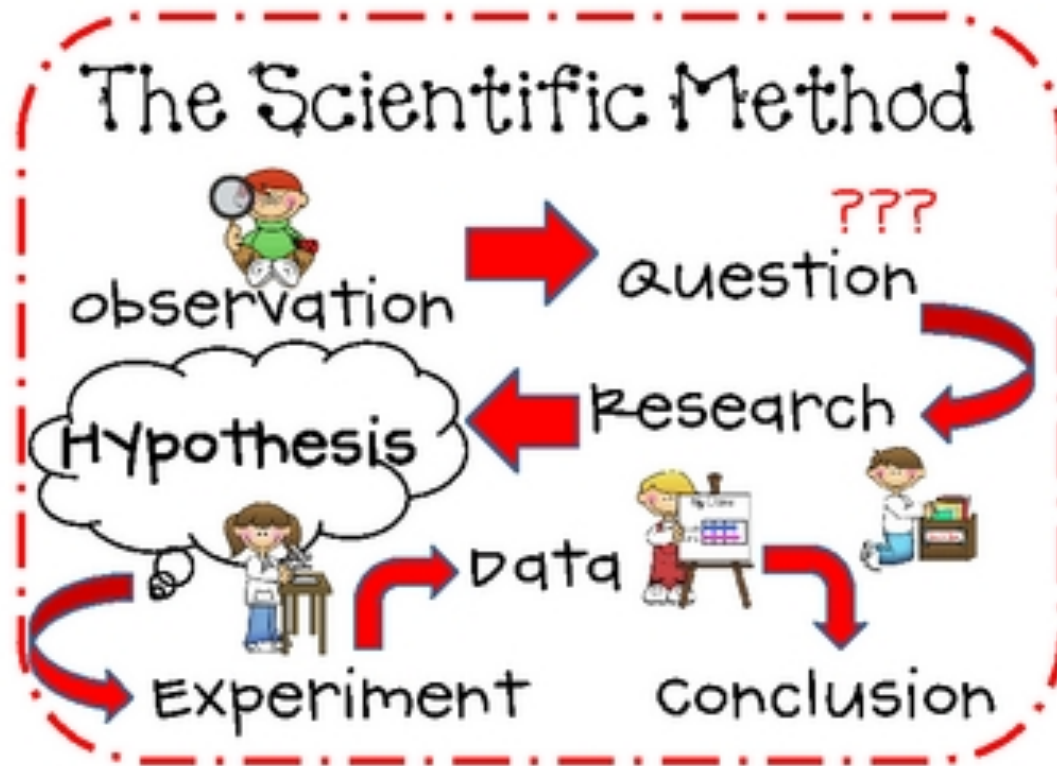 The Scientific Method
???
Observation
Question
Research
Hypothesis
Data
Experiment
Conclusion